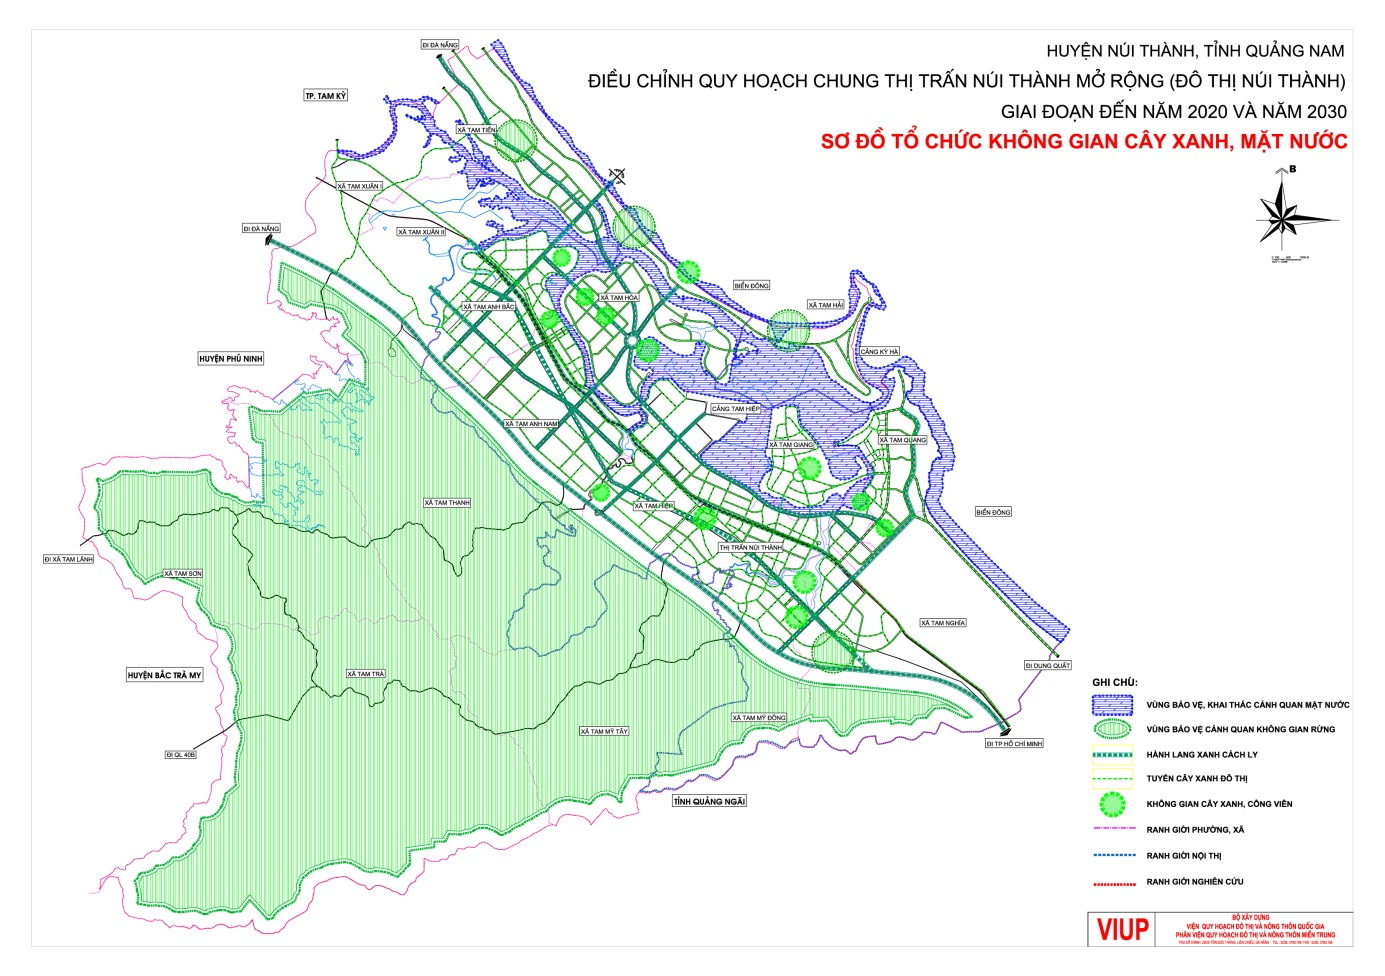 HUYỆN NÚI THÀNH, TỈNH QUẢNG NAM
ĐIỀU CHỈNH QUY HOẠCH CHUNG THỊ TRẤN NÚI THÀNH MỞ RỘNG (ĐÔ THỊ NÚI THÀNH)
GIAI ĐOẠN ĐẾN NĂM 2020 VÀ NĂM 2030
SƠ ĐỒ TỔ CHỨC KHÔNG GIAN CÂY XANH, MẶT NƯỚC
B
ĐI ĐÀ NẴNG
TP. TAM KỲ
XÃ TAM TIẾN
XÃ TAM XUÂN I
ĐI ĐÀ NẴNG
XÃ TAM XUÂN II
BIỂN ĐÔNG
XÃ TAM HÒA
XÃ TAM HẢI
XÃ TAM ANH BẮC
CẢNG KỲ HÀ
HUYỆN PHÚ NINH
CẢNG TAM HIỆP
XÃ TAM ANH NAM
XÃ TAM GIANG
XÃ TAM QUANG
XÃ TAM THẠNH
XÃ TAM HIỆP
BIỂN ĐÔNG
THỊ TRẤN NÚI THÀNH
ĐI XÃ TAM LÃNH
XÃ TAM SƠN
XÃ TAM NGHĨA
ĐI DUNG QUẤT
HUYỆN BẮC TRÀ MY
XÃ TAM TRÀ
XÃ TAM MỸ ĐÔNG
XÃ TAM MỸ TÂY
ĐI TP HỒ CHÍ MINH
ĐI QL 40B
TỈNH QUẢNG NGÃI
GHI CHÚ:
VÙNG BẢO VỆ, KHAI THÁC CẢNH QUAN MẶT NƯỚC
VÙNG BẢO VỆ CẢNH QUAN KHÔNG GIAN RỪNG
HÀNH LANG XANH CÁCH LY
TUYẾN CÂY XANH ĐÔ THỊ
KHÔNG GIAN CÂY XANH, CÔNG VIÊN
RANH GIỚI PHƯỜNG, XÃ
RANH GIỚI NỘI THỊ
RANH GIỚI NGHIÊN CỨU
VIUP
BỘ XÂY DỰNG
VIỆN QUY HOẠCH ĐÔ THỊ VÀ NÔNG THÔN QUỐC GIA
PHÂN VIỆN QUY HOẠCH ĐÔ THỊ VÀ NÔNG THÔN MIỀN TRUNG